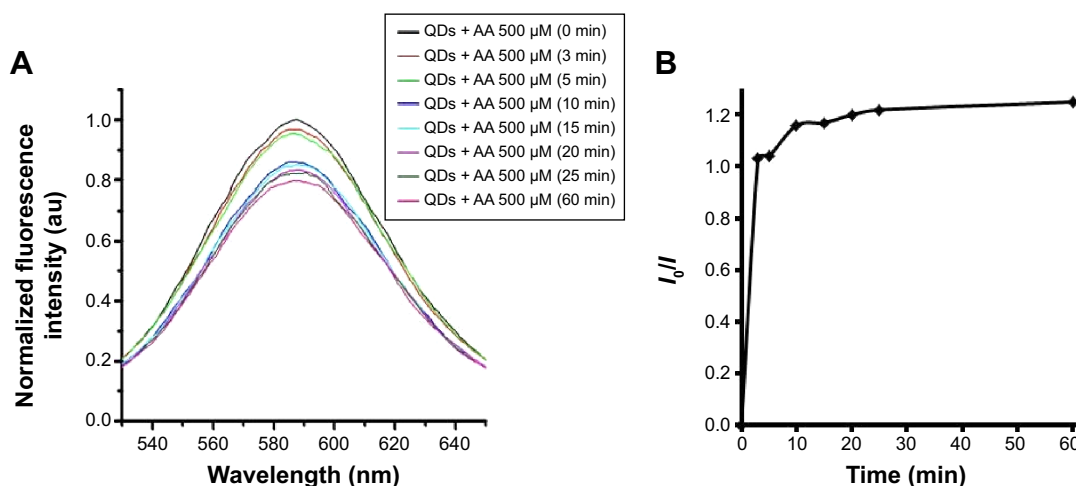 A
QDs + AA 500 µM (0 min)
QDs + AA 500 µM (3 min)
QDs + AA 500 µM (5 min)
QDs + AA 500 µM (10 min)
QDs + AA 500 µM (15 min)
QDs + AA 500 µM (20 min)
QDs + AA 500 µM (25 min)
QDs + AA 500 µM (60 min)
Normalized fluorescence
intensity (au)
1.0
0.8
0.6
0.4
0.2
0.0
540 560 580 600 620 640
Wavelength (nm)
B
I0/I
1.2
1.0
0.8
0.6
0.4
0.2
0.0
0 10 20 30 40 50 60
Time (min)